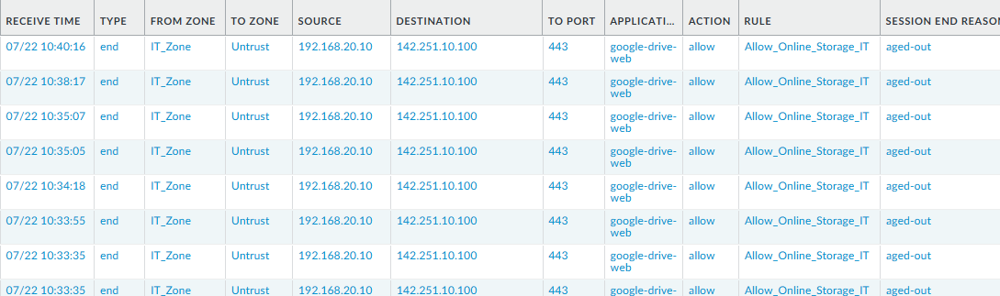 RECEIVE TIME TYPE FROM ZONE TO ZONE SOURCE DESTINATION TO PORT APPLICATI... ACTION RULE SESSION END REASON
07/22 10:40:16 end IT_Zone Untrust 192.168.20.10 142.251.10.100 443 google-drive-web allow Allow_Online_Storage_IT aged-out
07/22 10:38:17 end IT_Zone Untrust 192.168.20.10 142.251.10.100 443 google-drive-web allow Allow_Online_Storage_IT aged-out
07/22 10:35:07 end IT_Zone Untrust 192.168.20.10 142.251.10.100 443 google-drive-web allow Allow_Online_Storage_IT aged-out
07/22 10:35:05 end IT_Zone Untrust 192.168.20.10 142.251.10.100 443 google-drive-web allow Allow_Online_Storage_IT aged-out
07/22 10:34:18 end IT_Zone Untrust 192.168.20.10 142.251.10.100 443 google-drive-web allow Allow_Online_Storage_IT aged-out
07/22 10:33:55 end IT_Zone Untrust 192.168.20.10 142.251.10.100 443 google-drive-web allow Allow_Online_Storage_IT aged-out
07/22 10:33:35 end IT_Zone Untrust 192.168.20.10 142.251.10.100 443 google-drive-web allow Allow_Online_Storage_IT aged-out
07/22 10:33:35 end IT_Zone Untrust 192.168.20.10 142.251.10.100 443 google-drive- allow Allow_Online_Storage_IT aged-out